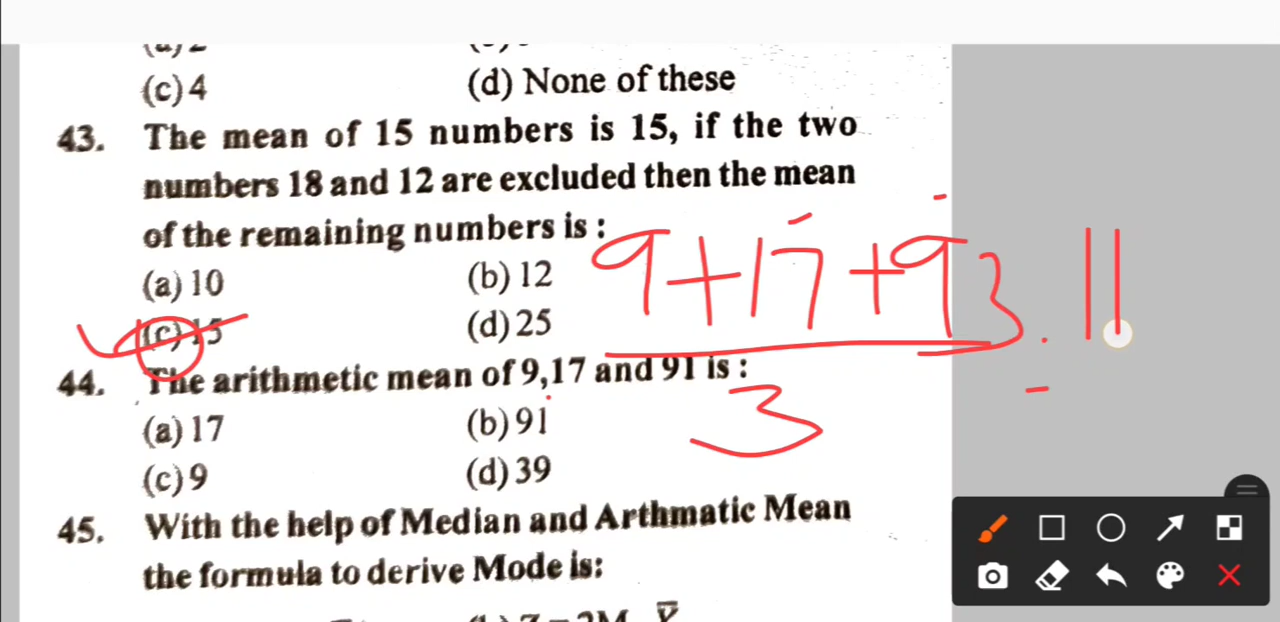 (c) 4 (d) None of these
43. The mean of 15 numbers is 15, if the two
numbers 18 and 12 are excluded then the mean
of the remaining numbers is :
(a) 10 (b) 12
(c) 15 (d) 25
9+17+93. 11
3
44. The arithmetic mean of 9,17 and 91 is :
(a) 17 (b) 91
(c) 9 (d) 39
45. With the help of Median and Arthmatic Mean
the formula to derive Mode is: